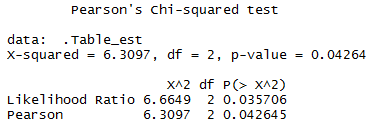 Pearson's Chi-squared test
data:  .Table_est
X-squared = 6.3097, df = 2, p-value = 0.04264
X^2 df P(> X^2)
Likelihood Ratio 6.6649  2 0.035706
Pearson          6.3097  2 0.042645